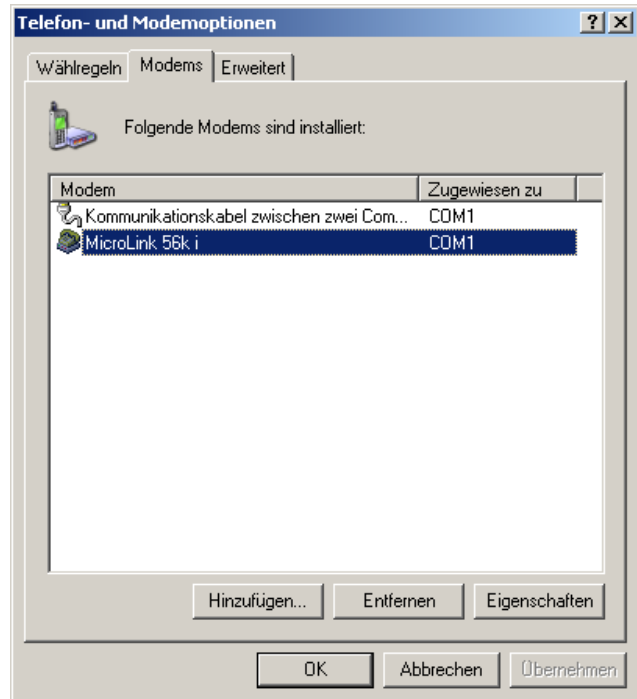 Telefon- und Modemoptionen
Wählregeln Modems Erweitert
Folgende Modems sind installiert:
Modem Zugewiesen zu
Kommunikationskabel zwischen zwei Com... COM1
MicroLink 56k i COM1
Hinzufügen... Entfernen Eigenschaften
OK Abbrechen Übernehmen